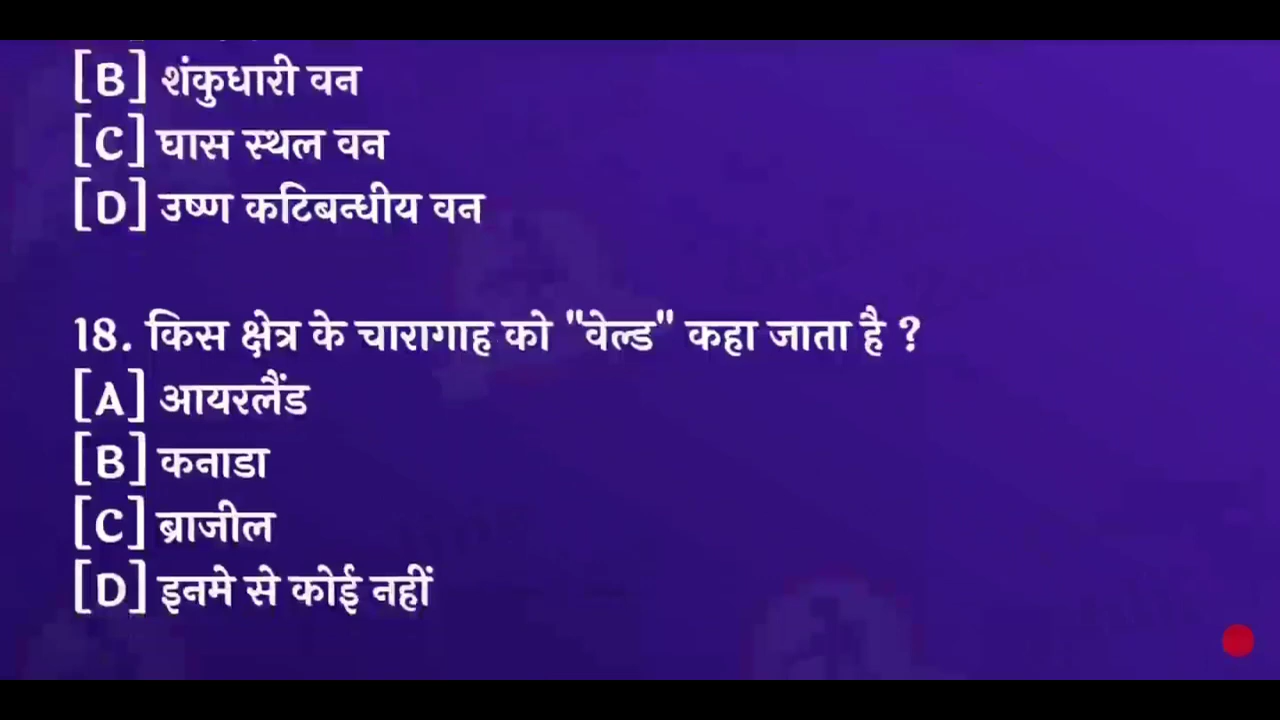 [B] शंकुधारी वन
[C] घास स्थल वन
[D] उष्ण कटिबन्धीय वन
18. किस क्षेत्र के चारागाह को "वेल्ड" कहा जाता है ?
[A] आयरलैंड
[B] कनाडा
[C] ब्राजील
[D] इनमे से कोई नहीं